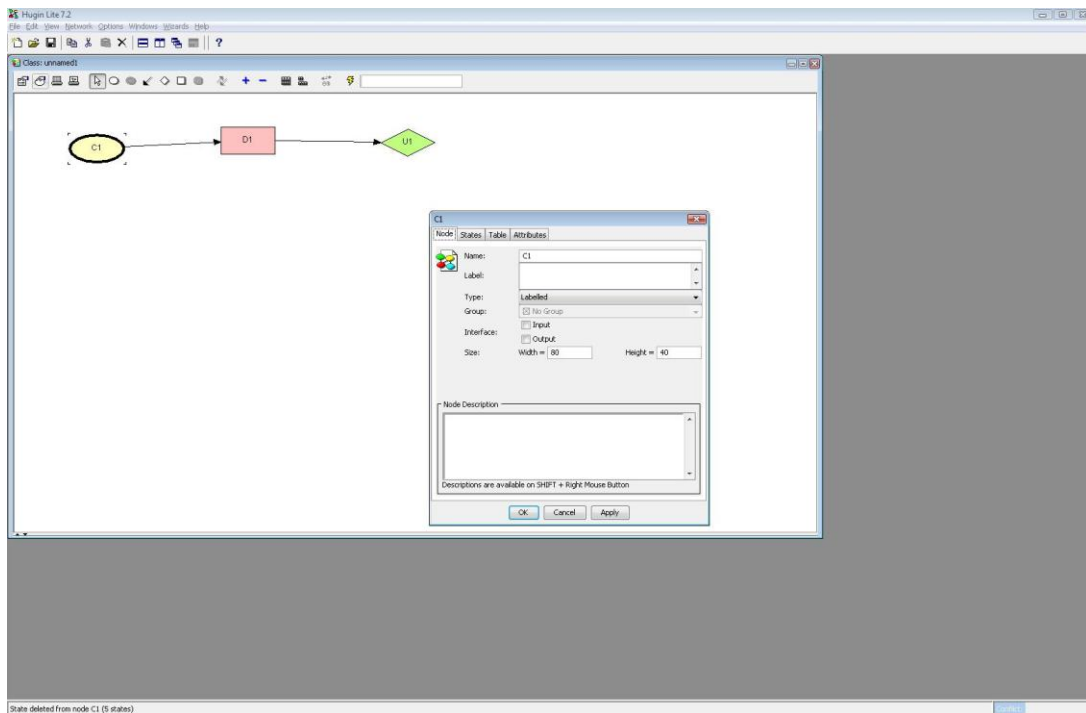 Hugin Lite 7.2
File Edit View Network Options Windows Wizards Help
?
Class: unnamed1
C1
D1
U1
C1
Node States Table Attributes
Name: C1
Label:
Type: Labelled
Group: No Group
Interface: Input
Output
Size: Width = 80 Height = 40
Node Description
Descriptions are available on SHIFT + Right Mouse Button
OK Cancel Apply
State deleted from node C1 (5 states)